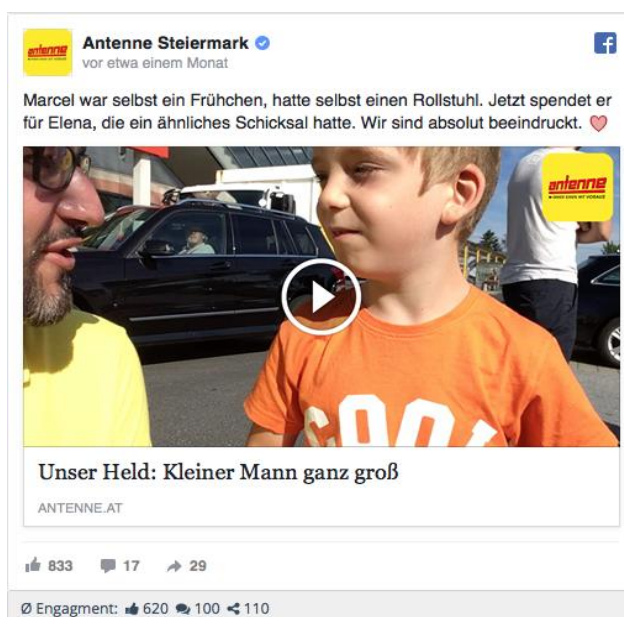 antenne
Antenne Steiermark
vor etwa einem Monat
Marcel war selbst ein Frühchen, hatte selbst einen Rollstuhl. Jetzt spendet er
für Elena, die ein ähnliches Schicksal hatte. Wir sind absolut beeindruckt.
antenne
COOL
Unser Held: Kleiner Mann ganz groß
ANTENNE.AT
833 17 29
Ø Engagment: 620 100 110